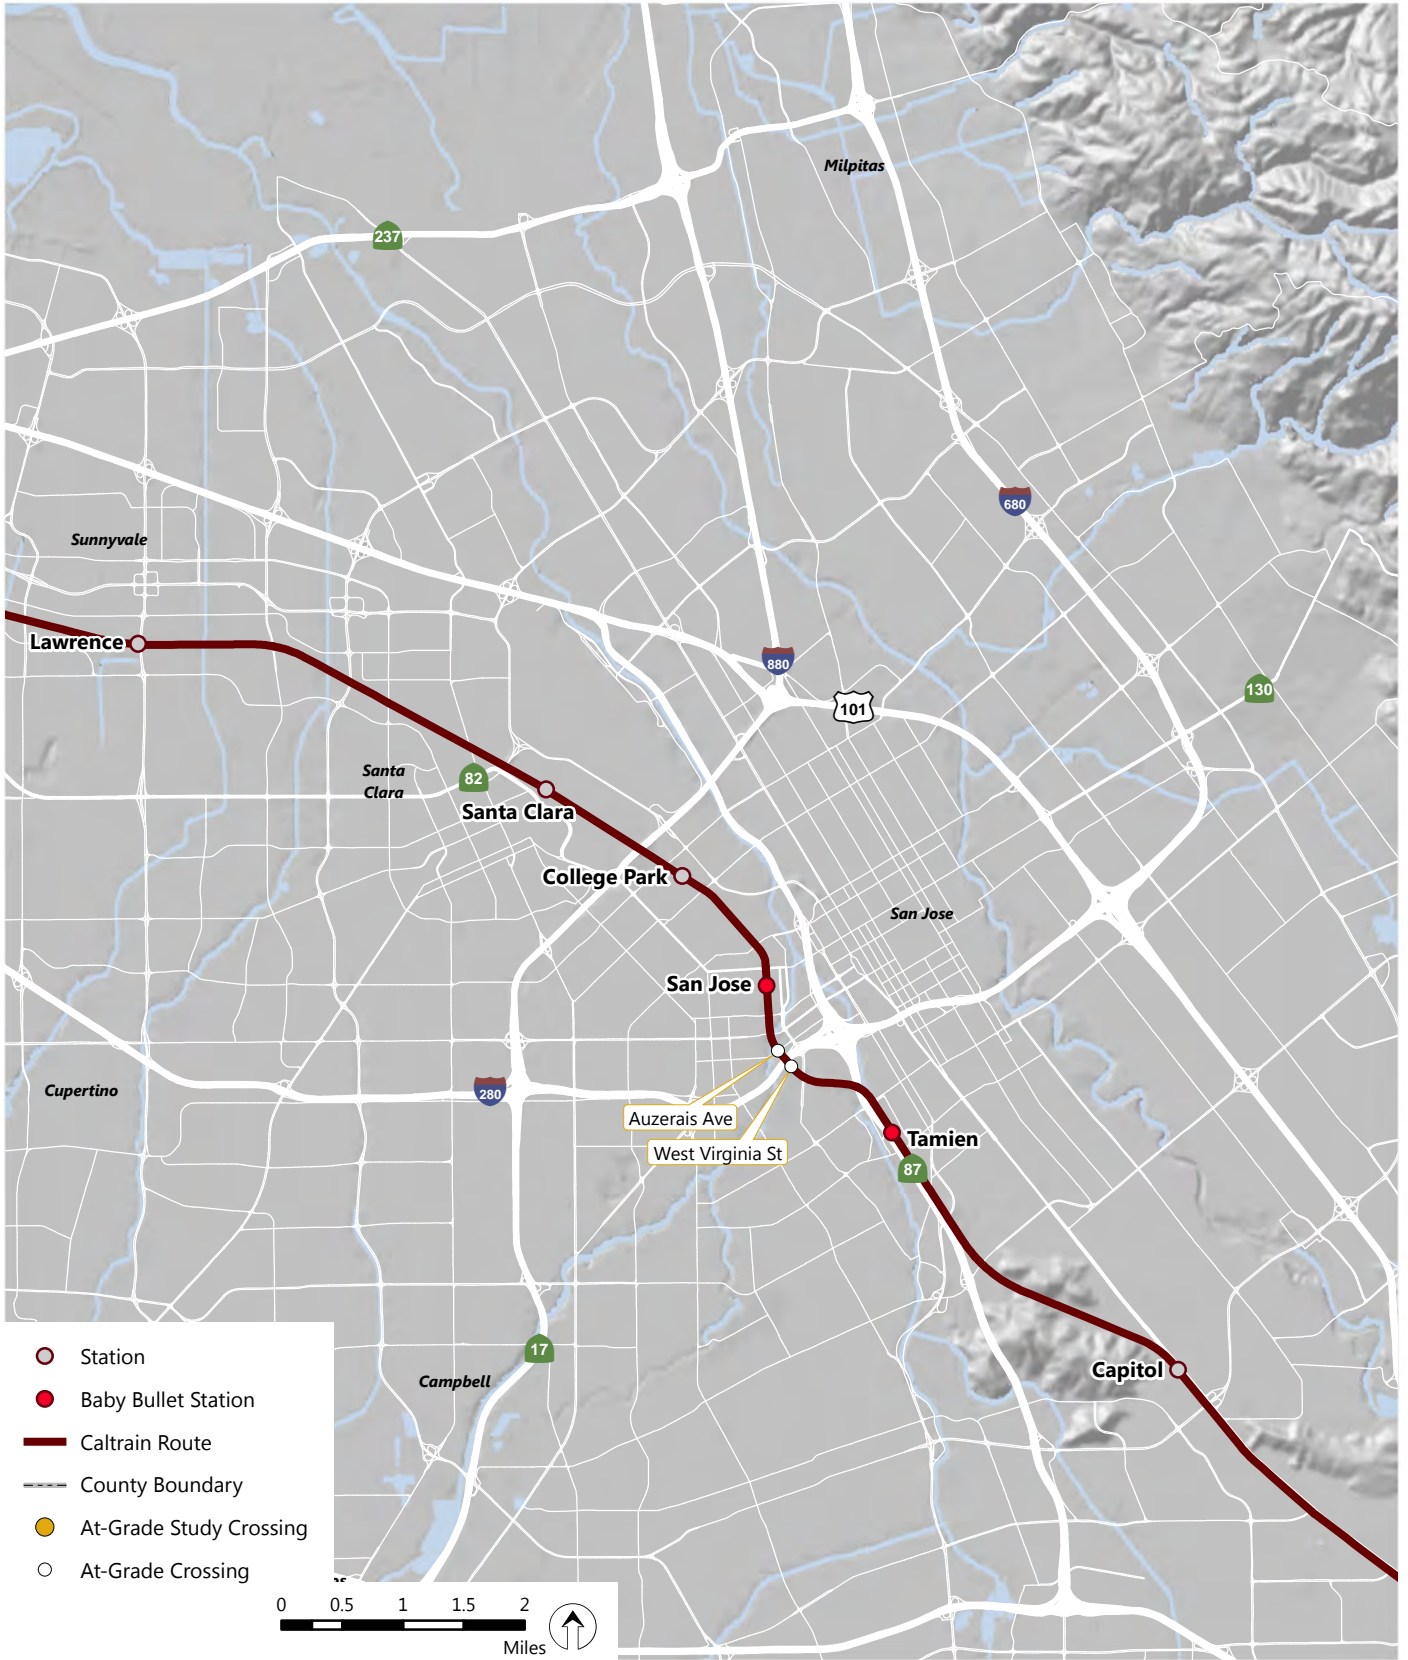 Milpitas
237
680
Sunnyvale
Lawrence
880
130
101
Santa
Clara
82
Santa Clara
College Park
San Jose
San Jose
Cupertino
280
Auzerais Ave
Tamien
West Virginia St
87
17
Station
Capitol
Campbell
Baby Bullet Station
Caltrain Route
County Boundary
At-Grade Study Crossing
At-Grade Crossing
0 0.5 1 1.5 2
Miles